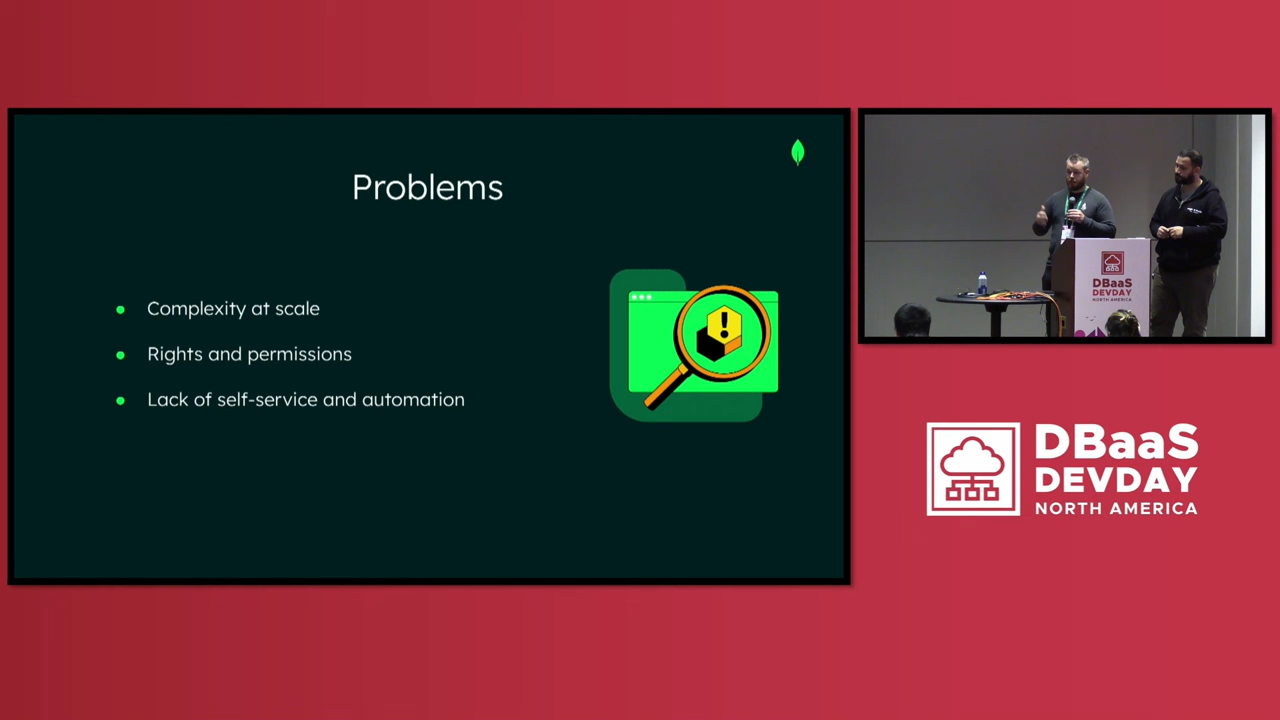 Problems
Complexity at scale
Rights and permissions
Lack of self-service and automation
DBaaS
DEVDAY
NORTH AMERICA
DBaaS
DEVDAY
NORTH AMERICA